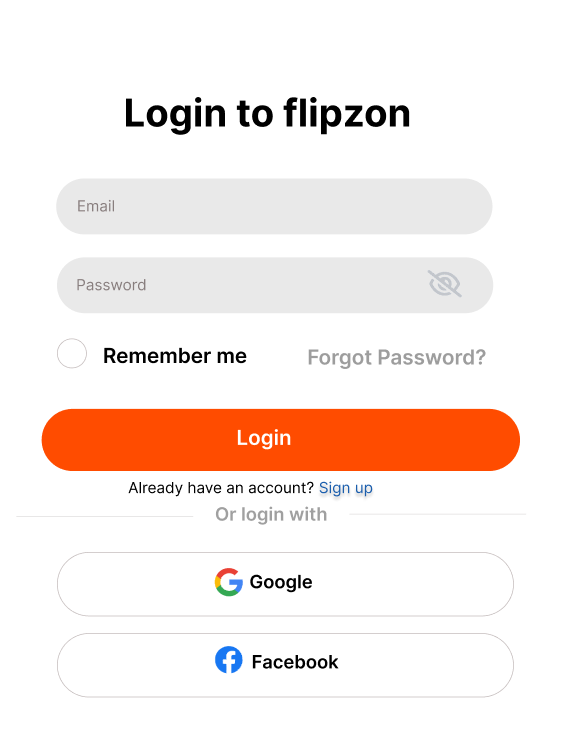 Login to flipzon
Email
Password
Remember me
Forgot Password?
Login
Already have an account? Sign up
Or login with
Google
Facebook